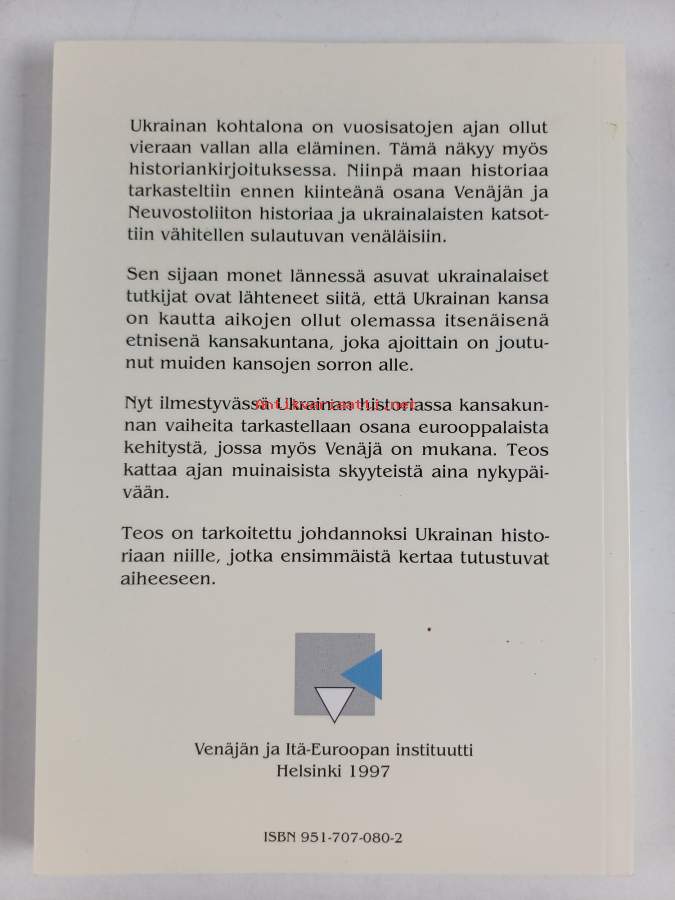 Ukrainan kohtalona on vuosisatojen ajan ollut
vieraan vallan alla eläminen. Tämä näkyy myös
historiankirjoituksessa. Niinpä maan historiaa
tarkasteltiin ennen kiinteänä osana Venäjän ja
Neuvostoliiton historiaa ja ukrainalaisten katsot-
tiin vähitellen sulautuvan venäläisiin.
Sen sijaan monet lännessä asuvat ukrainalaiset
tutkijat ovat lähteneet siitä, että Ukrainan kansa
on kautta aikojen ollut olemassa itsenäisenä
etnisenä kansakuntana, joka ajoittain on joutu-
nut muiden kansojen sorron alle.
Nyt ilmestyvässä Ukrainan historiassa kansakun-
nan vaiheita tarkastellaan osana eurooppalaista
kehitystä, jossa myös Venäjä on mukana. Teos
kattaa ajan muinaisista skyyteistä aina nykypäi-
vään.
Teos on tarkoitettu johdannoksi Ukrainan histo-
riaan niille, jotka ensimmäistä kertaa tutustuvat
aiheeseen.
Venäjän ja Itä-Euroopan instituutti
Helsinki 1997
ISBN 951-707-080-2
Antikvariaatti.net